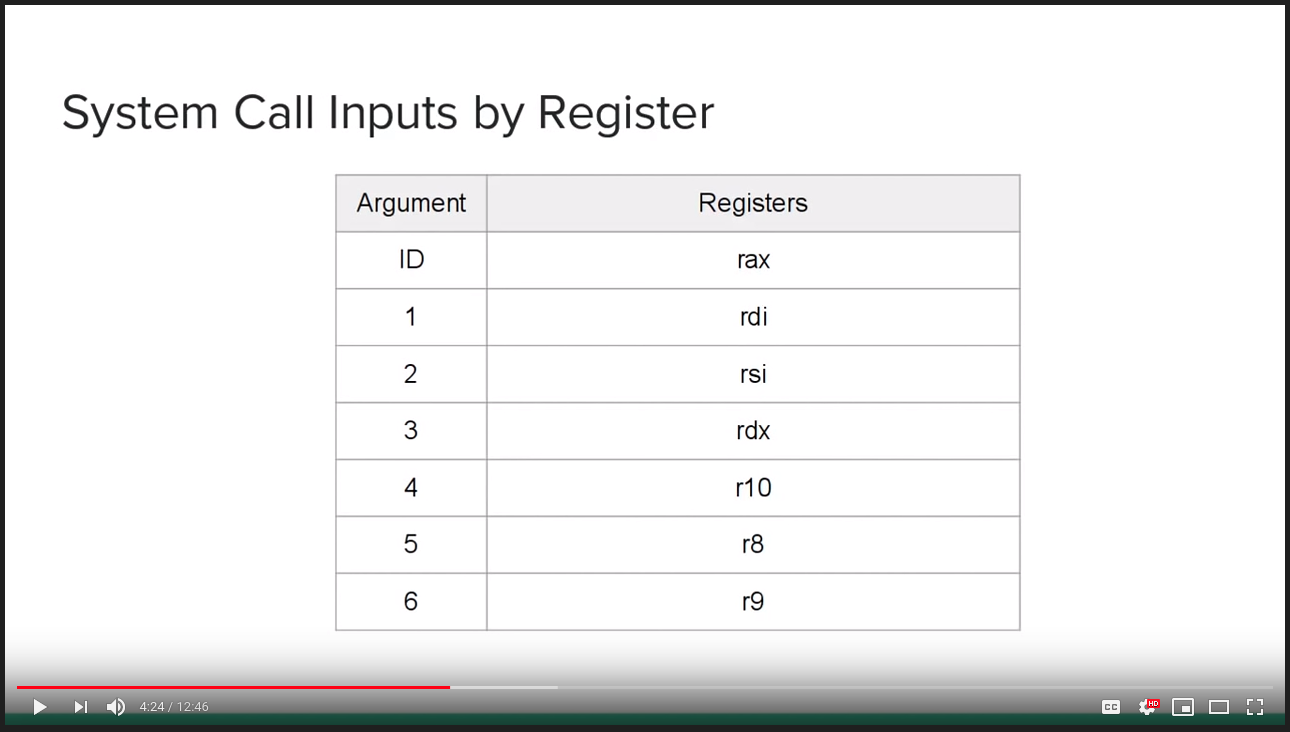 System Call Inputs by Register
Argument Registers
ID rax
1 rdi
2 rsi
3 rdx
4 r10
5 r8
6 r9
4:24 / 12:46 CC HD